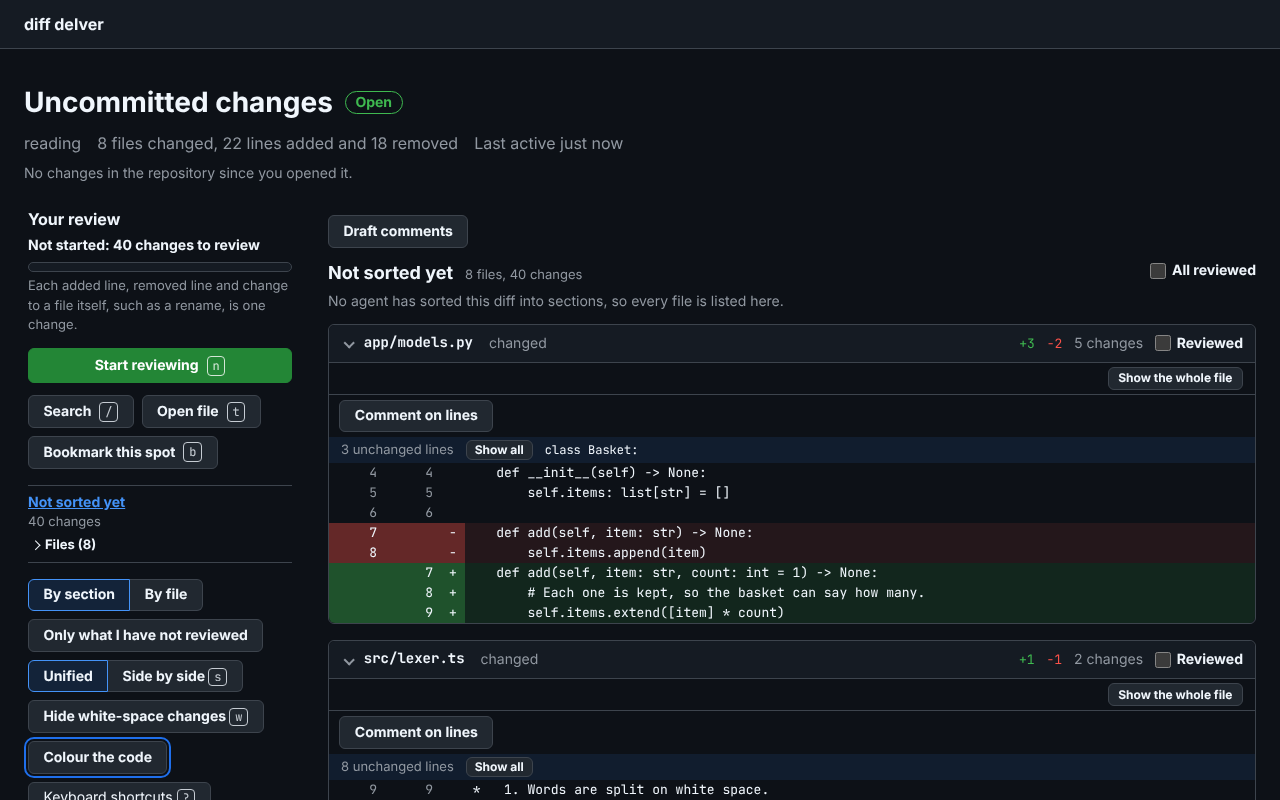 diff delver
Uncommitted changes Open
reading 8 files changed, 22 lines added and 18 removed Last active just now
No changes in the repository since you opened it.
Your review
Not started: 40 changes to review
Each added line, removed line and change
to a file itself, such as a rename, is one
change.
Start reviewing n
Search / Open file t
Bookmark this spot b
Not sorted yet
40 changes
Files (8)
By section By file
Only what I have not reviewed
Unified Side by side s
Hide white-space changes w
Colour the code
Keyboard shortcuts ?
Draft comments
Not sorted yet 8 files, 40 changes All reviewed
No agent has sorted this diff into sections, so every file is listed here.
app/models.py changed +3 -2 5 changes Reviewed
Show the whole file
Comment on lines
3 unchanged lines Show all class Basket:
4 4 def __init__(self) -> None:
5 5 self.items: list[str] = []
6 6
7 - def add(self, item: str) -> None:
8 - self.items.append(item)
7 + def add(self, item: str, count: int = 1) -> None:
8 + # Each one is kept, so the basket can say how many.
9 + self.items.extend([item] * count)
src/lexer.ts changed +1 -1 2 changes Reviewed
Show the whole file
Comment on lines
8 unchanged lines Show all
9 9 * 1. Words are split on white space.